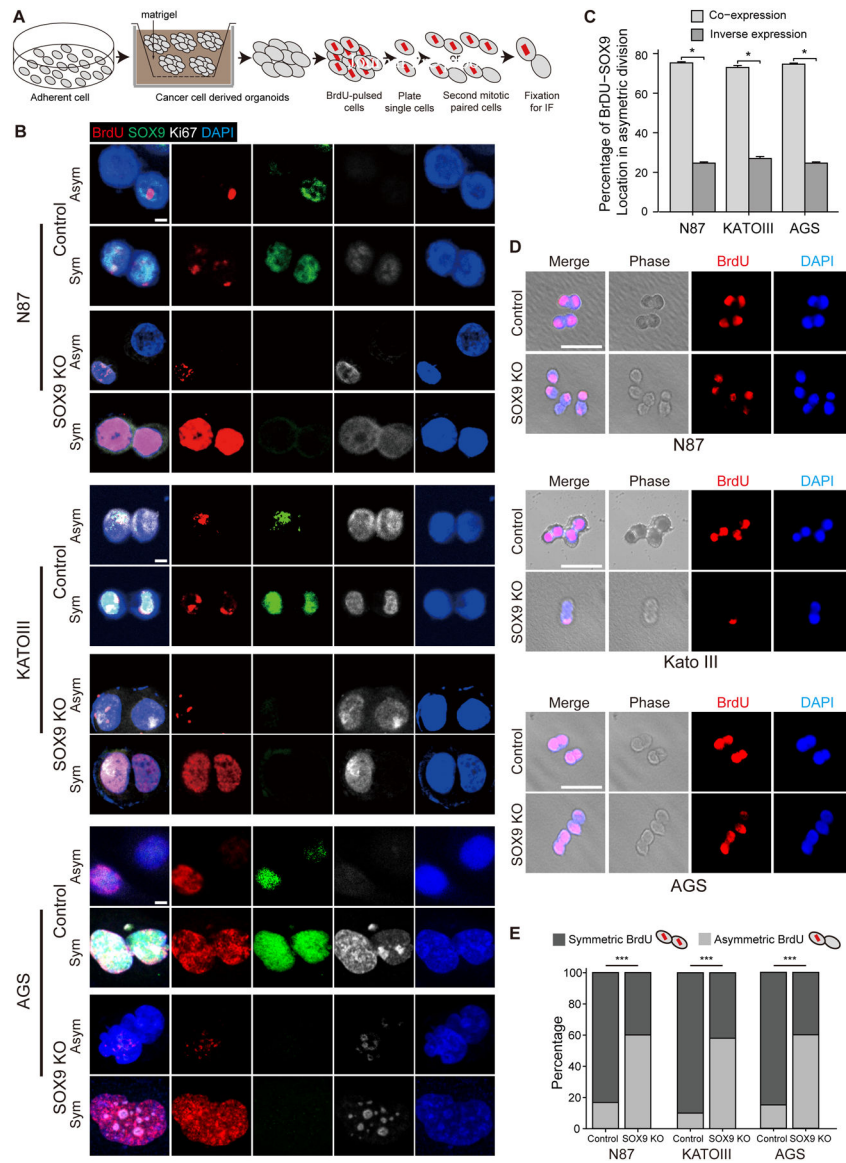 A
matrigel
Adherent cell
Cancer cell derived organoids
BrdU-pulsed
cells
Plate
single cells
Second mitotic
paired cells
Fixation
for IF
B
BrdU SOX9 Ki67 DAPI
N87
Control
Asym
Sym
SOX9 KO
Asym
Sym
KATOIII
Control
Asym
Sym
SOX9 KO
Asym
Sym
AGS
Control
Asym
Sym
SOX9 KO
Asym
Sym
C
Co-expression
Inverse expression
Percentage of BrDU-SOX9
Location in asymetric division
80
60
40
20
0
* * *
N87 KATOIII AGS
D
Merge Phase BrdU DAPI
Control
SOX9 KO
N87
Merge Phase BrdU DAPI
Control
SOX9 KO
Kato III
Merge Phase BrdU DAPI
Control
SOX9 KO
AGS
E
Symmetric BrdU Asymmetric BrdU
*** *** ***
Percentage
100
80
60
40
20
0
Control SOX9 KO Control SOX9 KO Control SOX9 KO
N87 KATOIII AGS